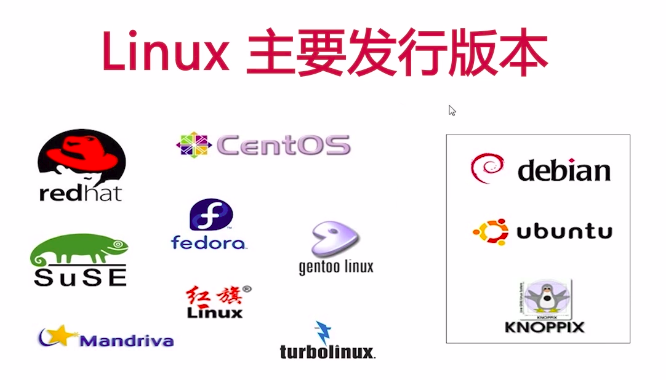 Linux 主要发行版本
redhat
CentOS
debian
fedora
ubuntu
SuSE
gentoo linux
红旗®
Linux
KNOPPIX
KNOPPIX
Mandriva
turbolinux